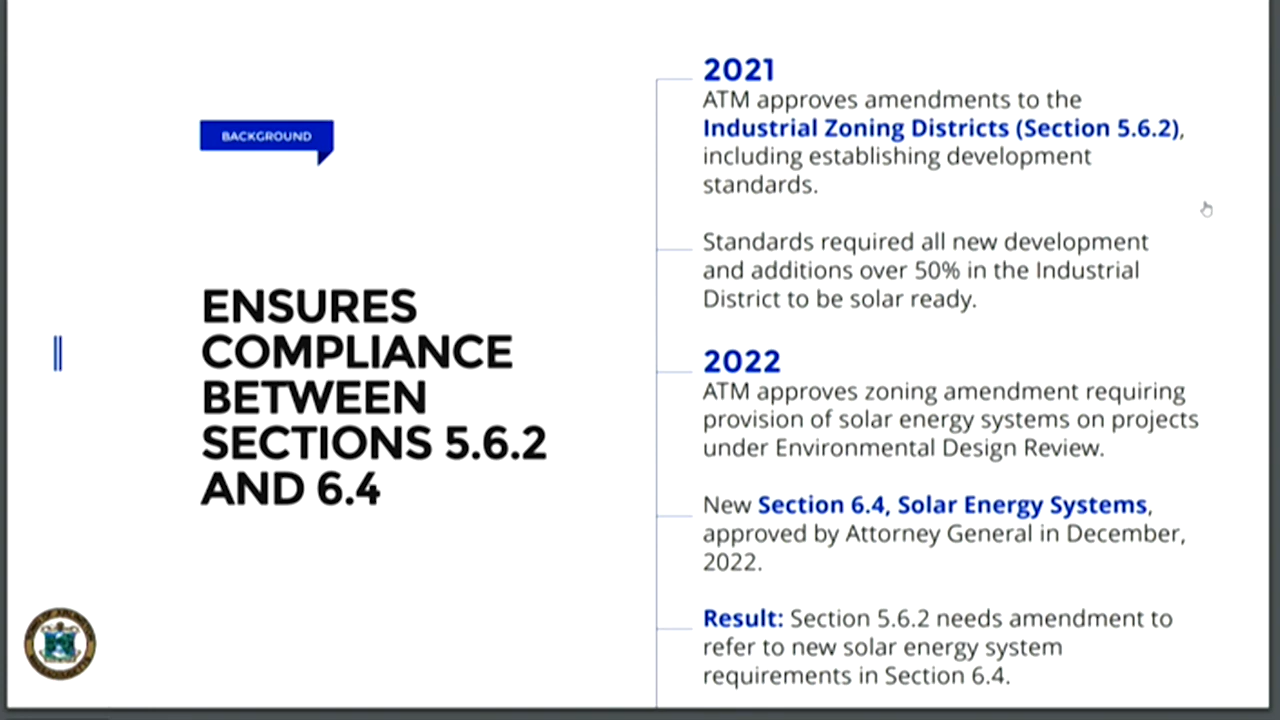 BACKGROUND
ENSURES
COMPLIANCE
BETWEEN
SECTIONS 5.6.2
AND 6.4
2021
ATM approves amendments to the
Industrial Zoning Districts (Section 5.6.2),
including establishing development
standards.
Standards required all new development
and additions over 50% in the Industrial
District to be solar ready.
2022
ATM approves zoning amendment requiring
provision of solar energy systems on projects
under Environmental Design Review.
New Section 6.4, Solar Energy Systems,
approved by Attorney General in December,
2022.
Result: Section 5.6.2 needs amendment to
refer to new solar energy system
requirements in Section 6.4.